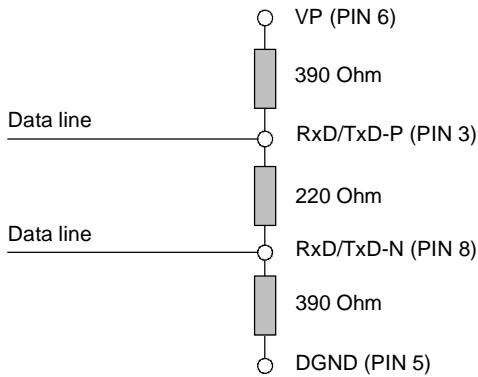 VP (PIN 6)
390 Ohm
Data line
RxD/TxD-P (PIN 3)
220 Ohm
Data line
RxD/TxD-N (PIN 8)
390 Ohm
DGND (PIN 5)